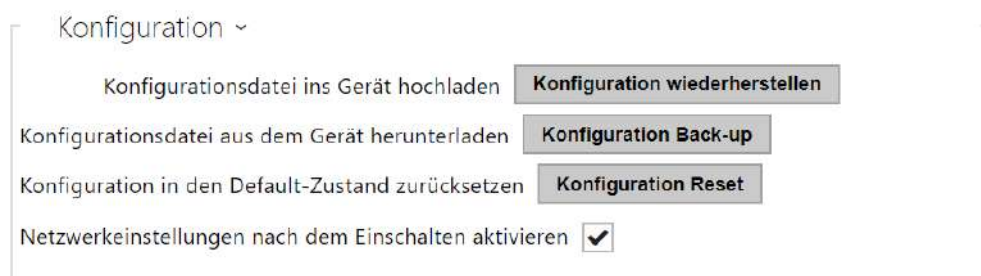 Konfiguration
Konfigurationsdatei ins Gerät hochladen Konfiguration wiederherstellen
Konfigurationsdatei aus dem Gerät herunterladen Konfiguration Back-up
Konfiguration in den Default-Zustand zurücksetzen Konfiguration Reset
Netzwerkeinstellungen nach dem Einschalten aktivieren